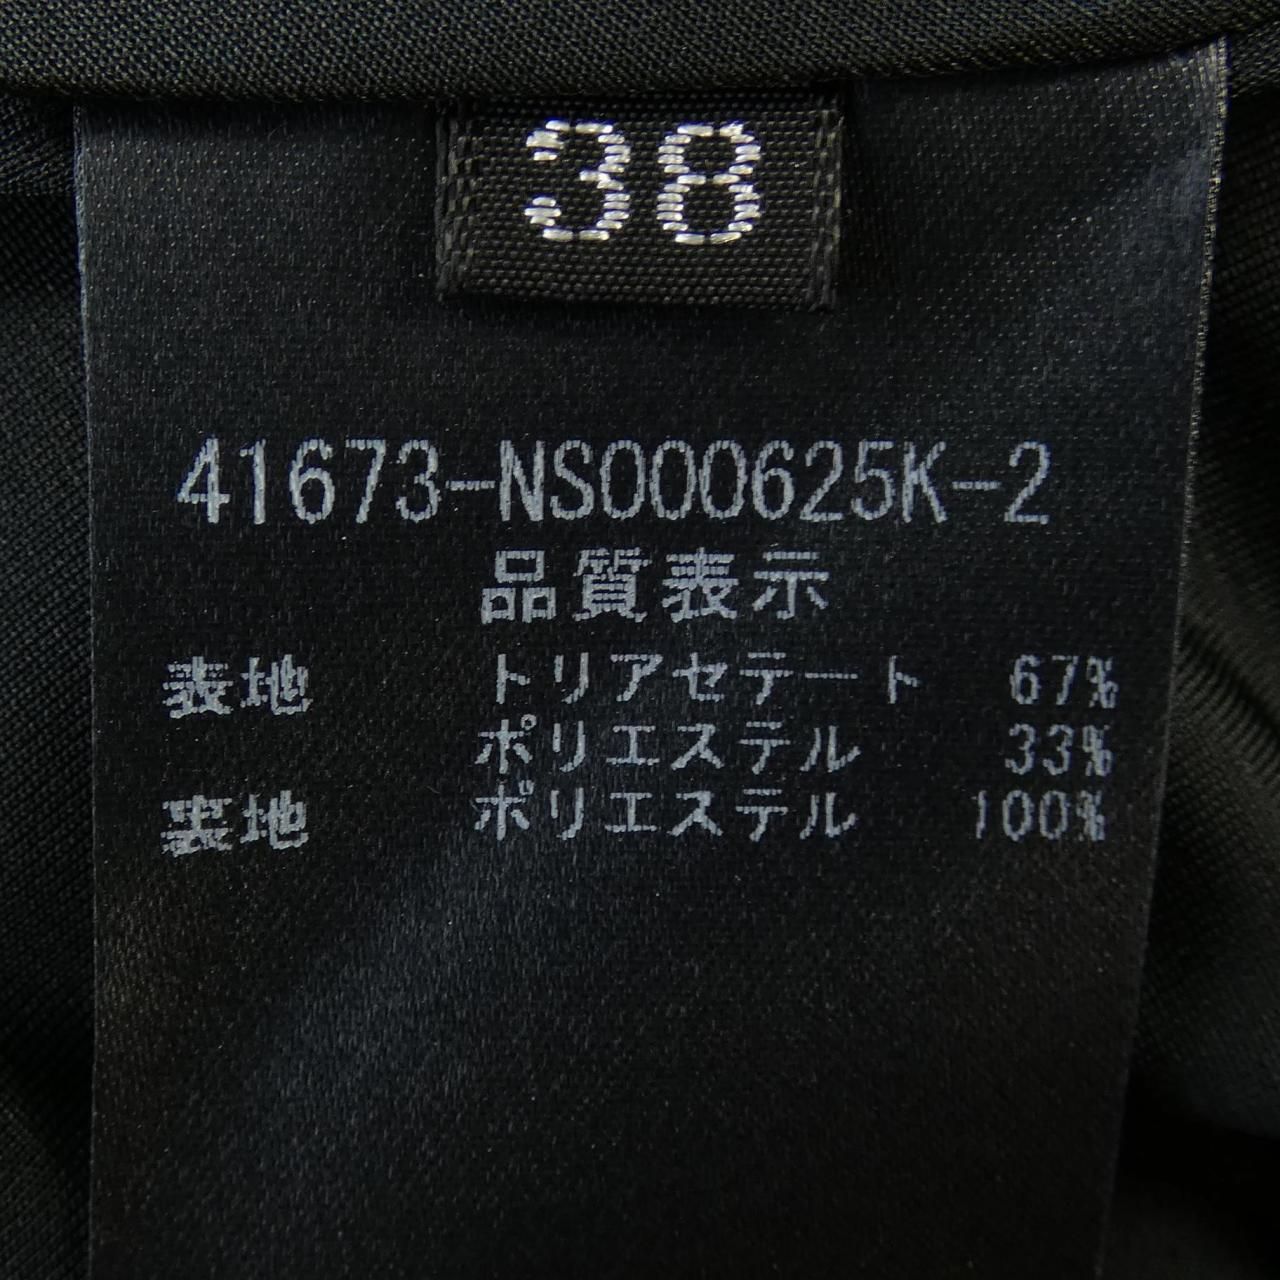 38
41673-NS000625K-2
品質表示
表地 トリアセテート 67%
ポリエステル 33%
裏地 ポリエステル 100%